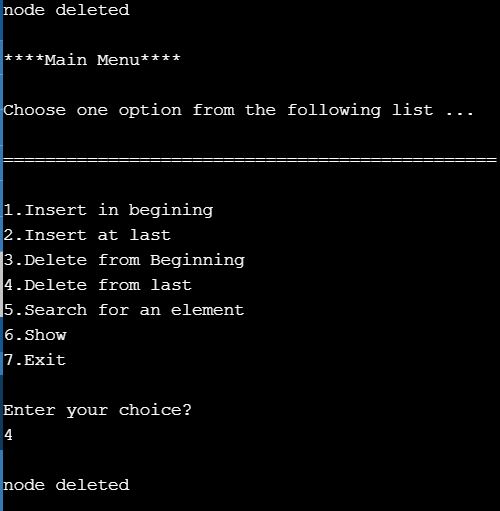 node deleted
****Main Menu****
Choose one option from the following list ...
===============================================
1.Insert in begining
2.Insert at last
3.Delete from Beginning
4.Delete from last
5.Search for an element
6.Show
7.Exit
Enter your choice?
4
node deleted